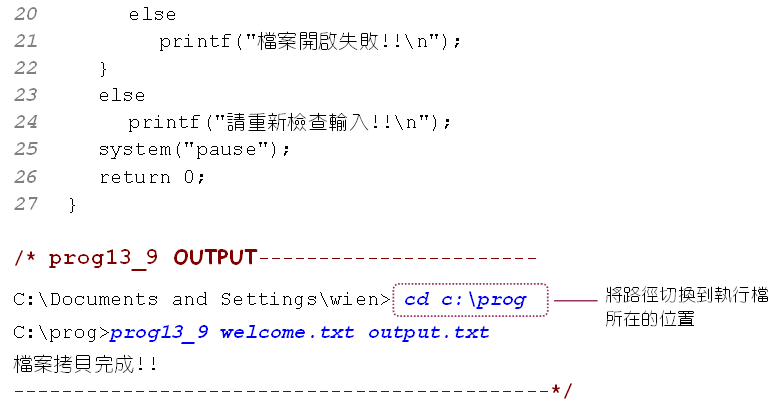 20 else
21 printf("檔案開啟失敗!!\n");
22 }
23 else
24 printf("請重新檢查輸入!!\n");
25 system("pause");
26 return 0;
27 }
/* prog13_9 OUTPUT-----------------------
C:\Documents and Settings\wien> cd c:\prog
將路徑切換到執行檔
所在的位置
C:\prog>prog13_9 welcome.txt output.txt
檔案拷貝完成!!
--------------------------------------------*/